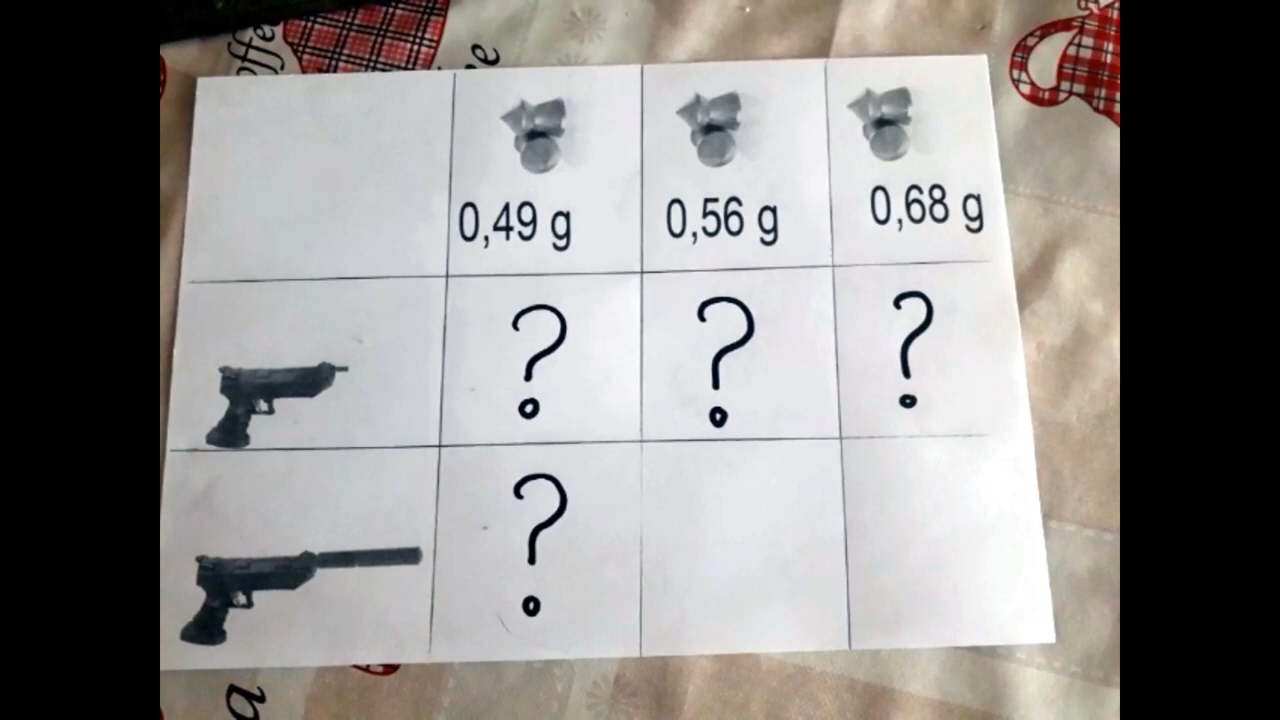 0,49 g
0,56 g
0,68 g
? ? ?
?